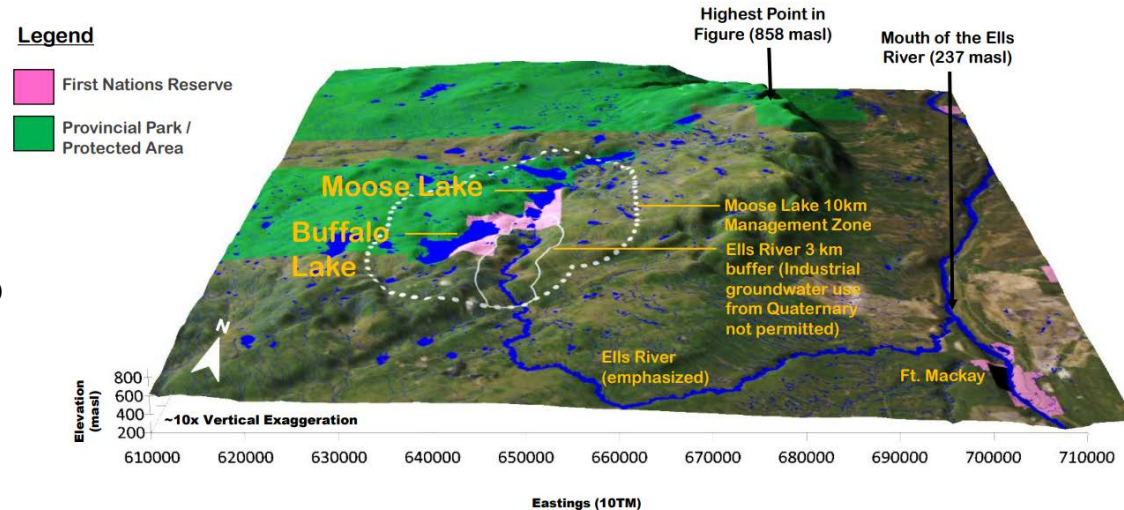 Legend
First Nations Reserve
Provincial Park /
Protected Area
Highest Point in
Figure (858 masl)
Mouth of the Ells
River (237 masl)
Moose Lake
Buffalo
Lake
Moose Lake 10km
Management Zone
Ells River 3 km
buffer (Industrial
groundwater use
from Quaternary
not permitted)
Ells River
(emphasized)
Ft. Mackay
N
Elevation
(masl)
800
600
400
200
~10x Vertical Exaggeration
610000 620000 630000 640000 650000 660000 670000 680000 690000 700000 710000
Eastings (10TM)